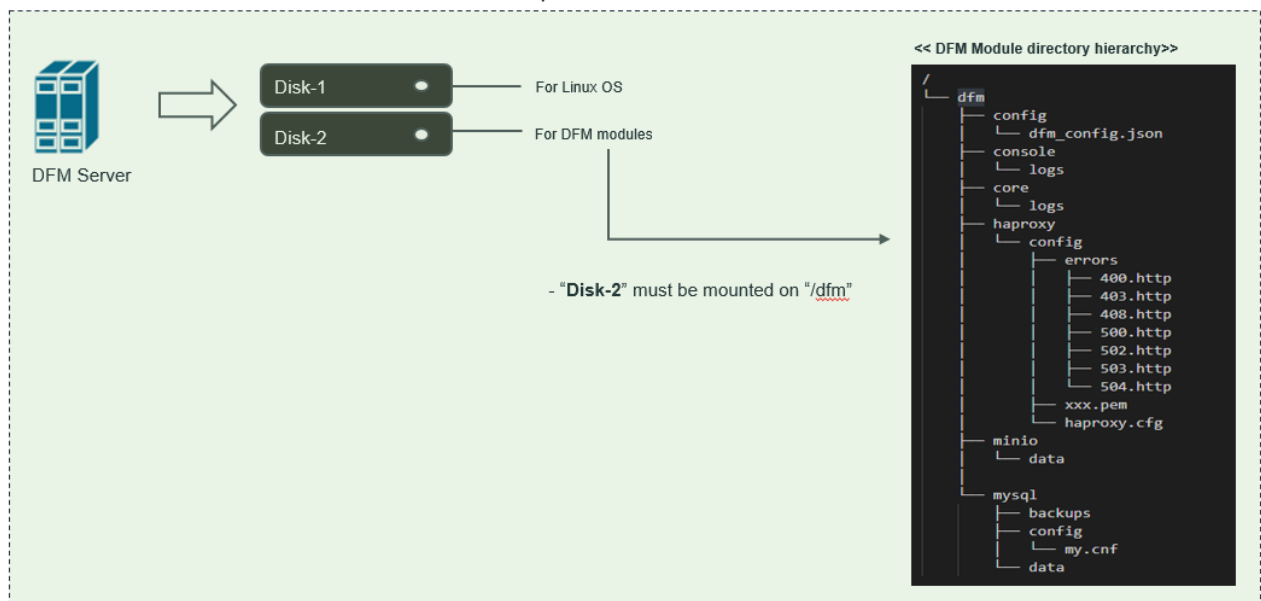 DFM Server
Disk-1
Disk-2
For Linux OS
For DFM modules
- “Disk-2” must be mounted on “/dfm”
<< DFM Module directory hierarchy>>
/
└── dfm
    ├── config
    │   └── dfm_config.json
    ├── console
    │   └── logs
    ├── core
    │   └── logs
    ├── haproxy
    │   └── config
    │       ├── errors
    │       │   ├── 400.http
    │       │   ├── 403.http
    │       │   ├── 408.http
    │       │   ├── 500.http
    │       │   ├── 502.http
    │       │   ├── 503.http
    │       │   └── 504.http
    │       ├── xxx.pem
    │       └── haproxy.cfg
    ├── minio
    │   └── data
    │
    └── mysql
        ├── backups
        ├── config
        │   └── my.cnf
        └── data